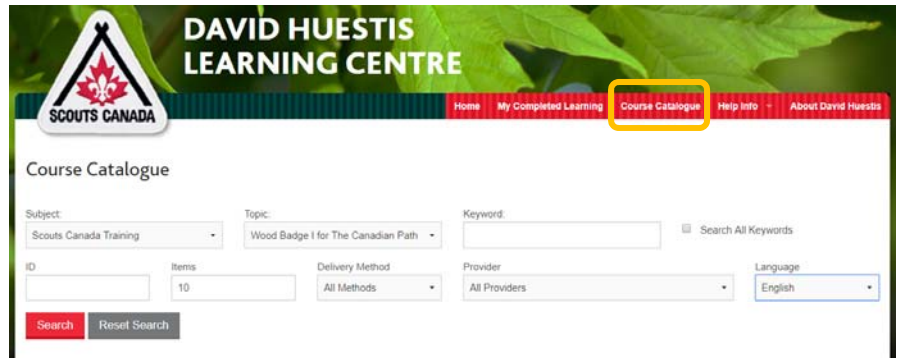 DAVID HUESTIS
LEARNING CENTRE
SCOUTS CANADA
Home My Completed Learning Course Catalogue Help Info About David Huestis
Course Catalogue
Subject: Topic: Keyword:
Scouts Canada Training Wood Badge I for The Canadian Path Search All Keywords
ID Items Delivery Method Provider Language
10 All Methods All Providers English
Search Reset Search